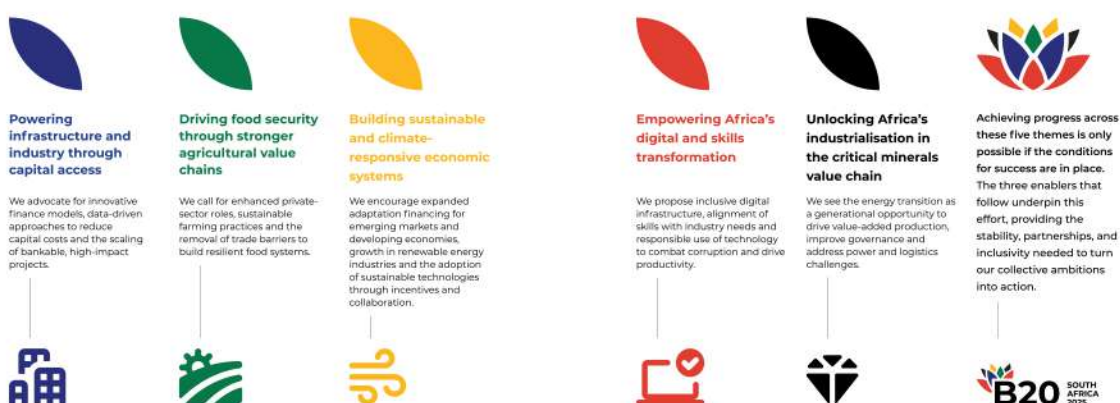 Powering
infrastructure and
industry through
capital access
We advocate for innovative
finance models, data-driven
approaches to reduce
capital costs and the scaling
of bankable, high-impact
projects.
Driving food security
through stronger
agricultural value
chains
We call for enhanced private-
sector roles, sustainable
farming practices and the
removal of trade barriers to
build resilient food systems.
Building sustainable
and climate-
responsive economic
systems
We encourage expanded
adaptation financing for
emerging markets and
developing economies,
growth in renewable energy
industries and the adoption
of sustainable technologies
through incentives and
collaboration.
Empowering Africa's
digital and skills
transformation
We propose inclusive digital
infrastructure, alignment of
skills with industry needs and
responsible use of technology
to combat corruption and drive
productivity.
Unlocking Africa's
industrialisation in
the critical minerals
value chain
We see the energy transition as
a generational opportunity to
drive value-added production,
improve governance and
address power and logistics
challenges.
Achieving progress across
these five themes is only
possible if the conditions
for success are in place.
The three enablers that
follow underpin this
effort, providing the
stability, partnerships, and
inclusivity needed to turn
our collective ambitions
into action.
B20 SOUTH
AFRICA
2025